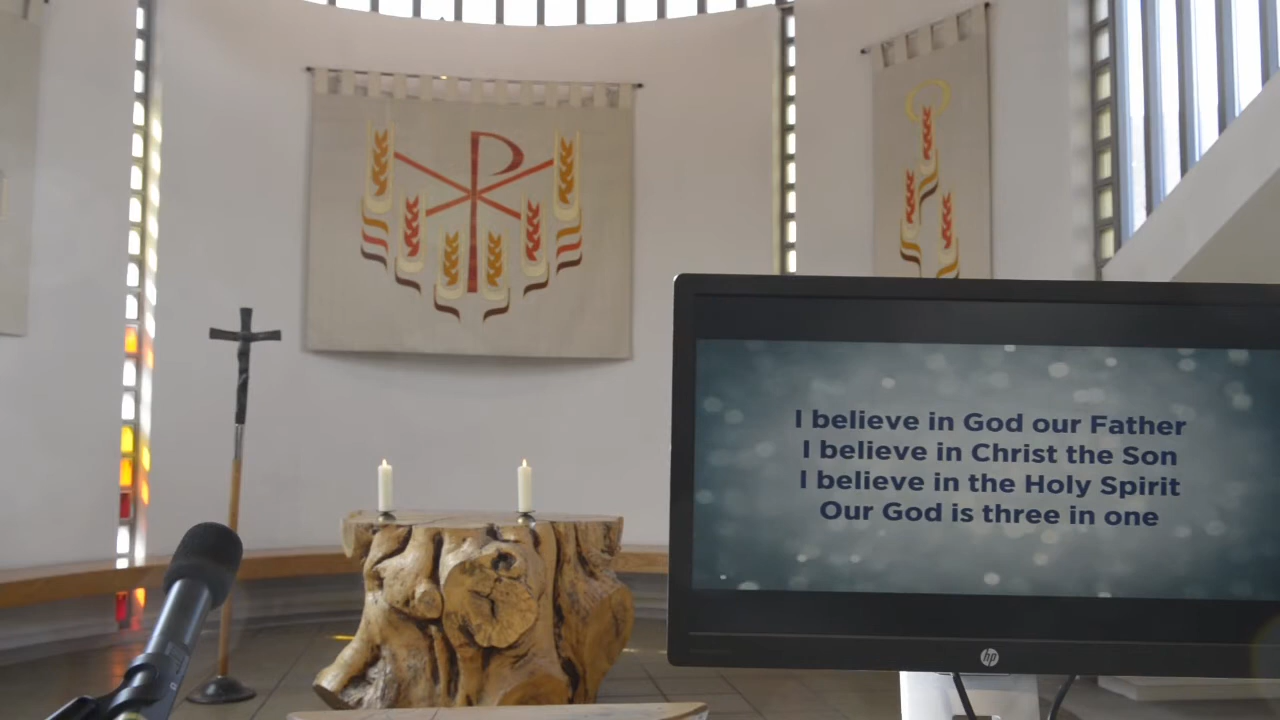 I believe in God our Father
I believe in Christ the Son
I believe in the Holy Spirit
Our God is three in one
hp